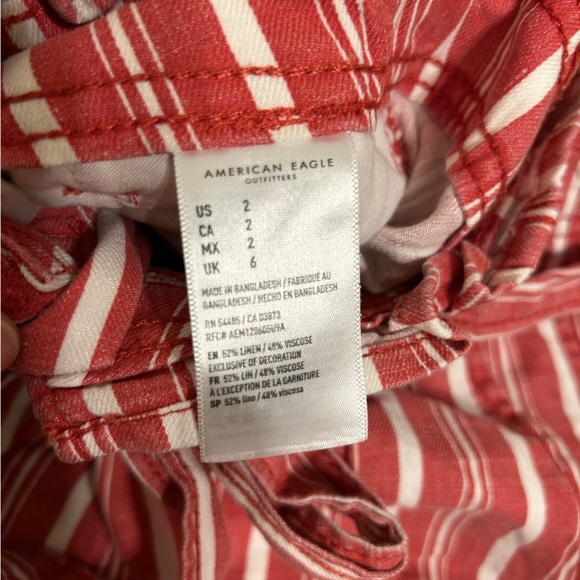 AMERICAN EAGLE
OUTFITTERS
US 2
CA 2
MX 2
UK 6
MADE IN BANGLADESH / FABRIQUÉ AU
BANGLADESH / HECHO EN BANGLADESH
RN 54485 / CA 03873
RFC# AEM120605U9A
EN 52% LINEN / 48% VISCOSE
EXCLUSIVE OF DECORATION
FR 52% LIN / 48% VISCOSE
À L'EXCEPTION DE LA GARNITURE
SP 52% lino / 48% viscosa